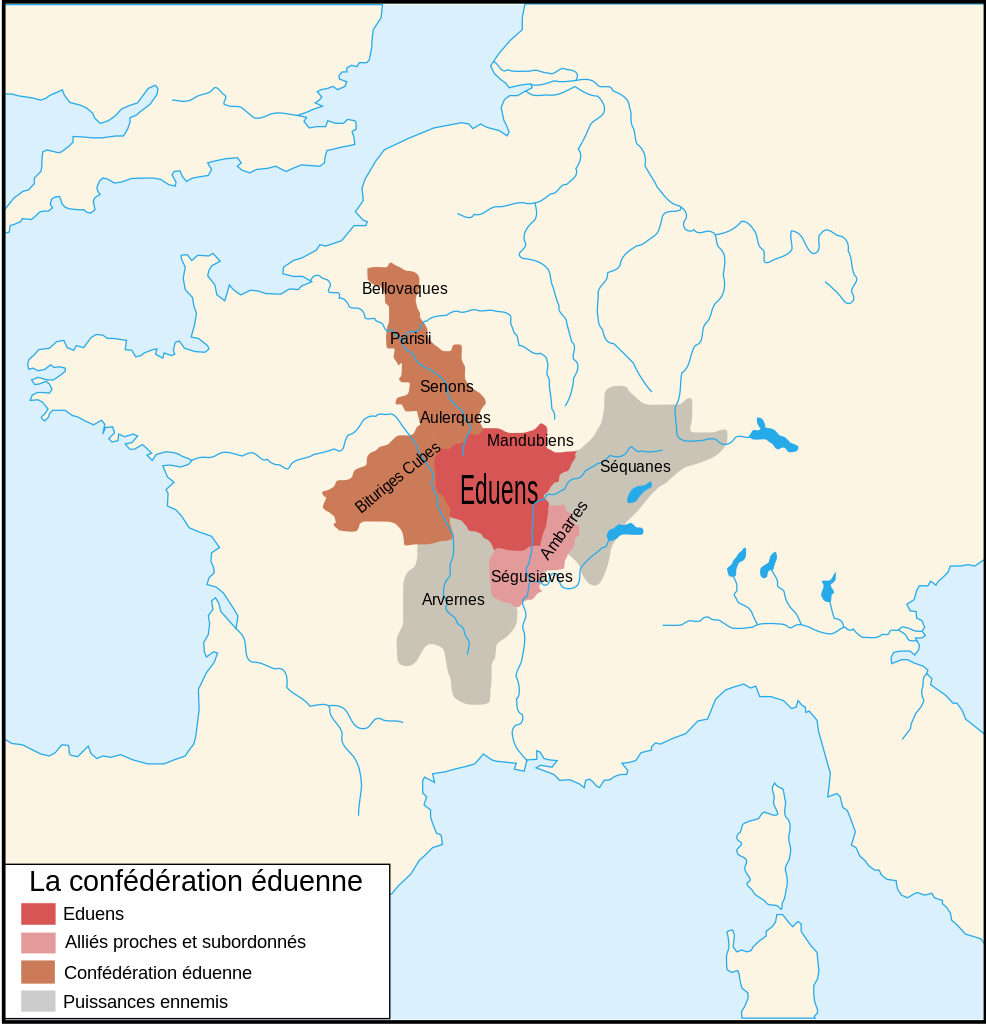 Bellovaques
Parisii
Senons
Aulerques
Mandubiens
Bituriges Cubes
Séquanes
Eduens
Ambarres
Ségusiaves
Arvernes
La confédération éduenne
Eduens
Alliés proches et subordonnés
Confédération éduenne
Puissances ennemis